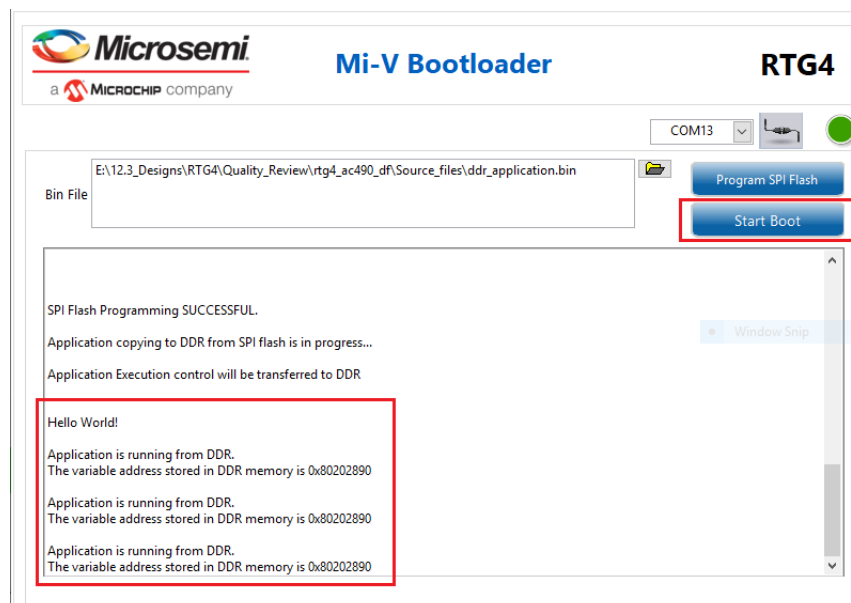 Microsemi.
a MICROCHIP company
Mi-V Bootloader
RTG4
COM13
Bin File
E:\12.3_Designs\RTG4\Quality_Review\rtg4_ac490_df\Source_files\ddr_application.bin
Program SPI Flash
Start Boot
SPI Flash Programming SUCCESSFUL.
Window Snip
Application copying to DDR from SPI flash is in progress...
Application Execution control will be transferred to DDR
Hello World!
Application is running from DDR.
The variable address stored in DDR memory is 0x80202890
Application is running from DDR.
The variable address stored in DDR memory is 0x80202890
Application is running from DDR.
The variable address stored in DDR memory is 0x80202890